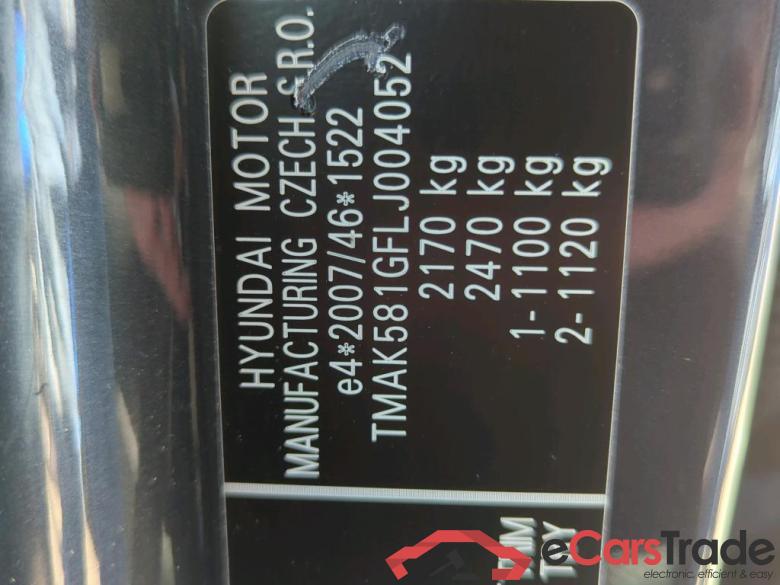 HYUNDAI MOTOR
MANUFACTURING CZECH S.R.O.
e4*2007/46*1522
TMAK581GFLJ004052
2170 kg
2470 kg
1- 1100 kg
2- 1120 kg
eCarsTrade
electronic, efficient & easy